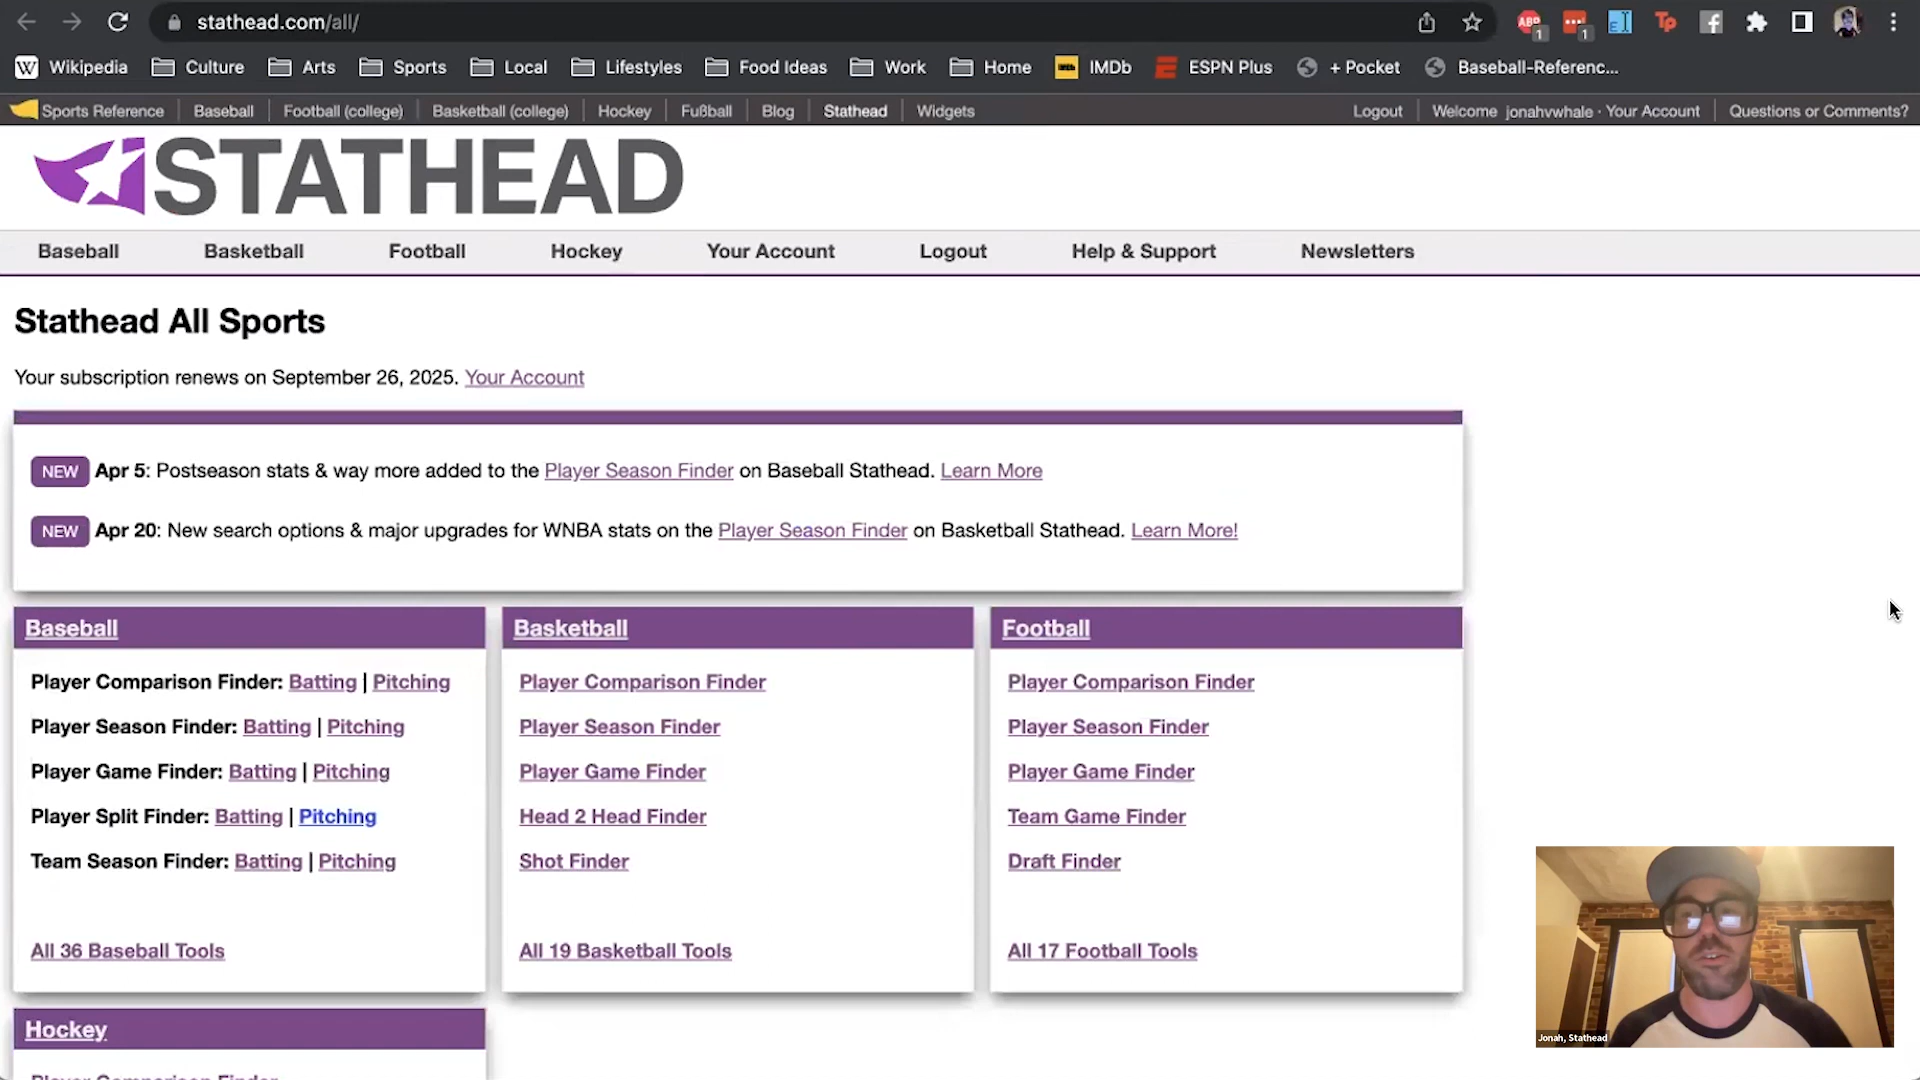 stathead.com/all/
ABP 1 1 Tp
W Wikipedia Culture Arts Sports Local Lifestyles Food Ideas Work Home IMDb ESPN Plus + Pocket Baseball-Referenc...
Sports Reference Baseball Football (college) Basketball (college) Hockey Fußball Blog Stathead Widgets Logout Welcome jonahvwhale · Your Account Questions or Comments?
STATHEAD
Baseball Basketball Football Hockey Your Account Logout Help & Support Newsletters
Stathead All Sports
Your subscription renews on September 26, 2025. Your Account
NEW Apr 5: Postseason stats & way more added to the Player Season Finder on Baseball Stathead. Learn More
NEW Apr 20: New search options & major upgrades for WNBA stats on the Player Season Finder on Basketball Stathead. Learn More!
Baseball
Player Comparison Finder: Batting | Pitching
Player Season Finder: Batting | Pitching
Player Game Finder: Batting | Pitching
Player Split Finder: Batting | Pitching
Team Season Finder: Batting | Pitching
All 36 Baseball Tools
Basketball
Player Comparison Finder
Player Season Finder
Player Game Finder
Head 2 Head Finder
Shot Finder
All 19 Basketball Tools
Football
Player Comparison Finder
Player Season Finder
Player Game Finder
Team Game Finder
Draft Finder
All 17 Football Tools
Hockey
Player Comparison Finder
Jonah, Stathead